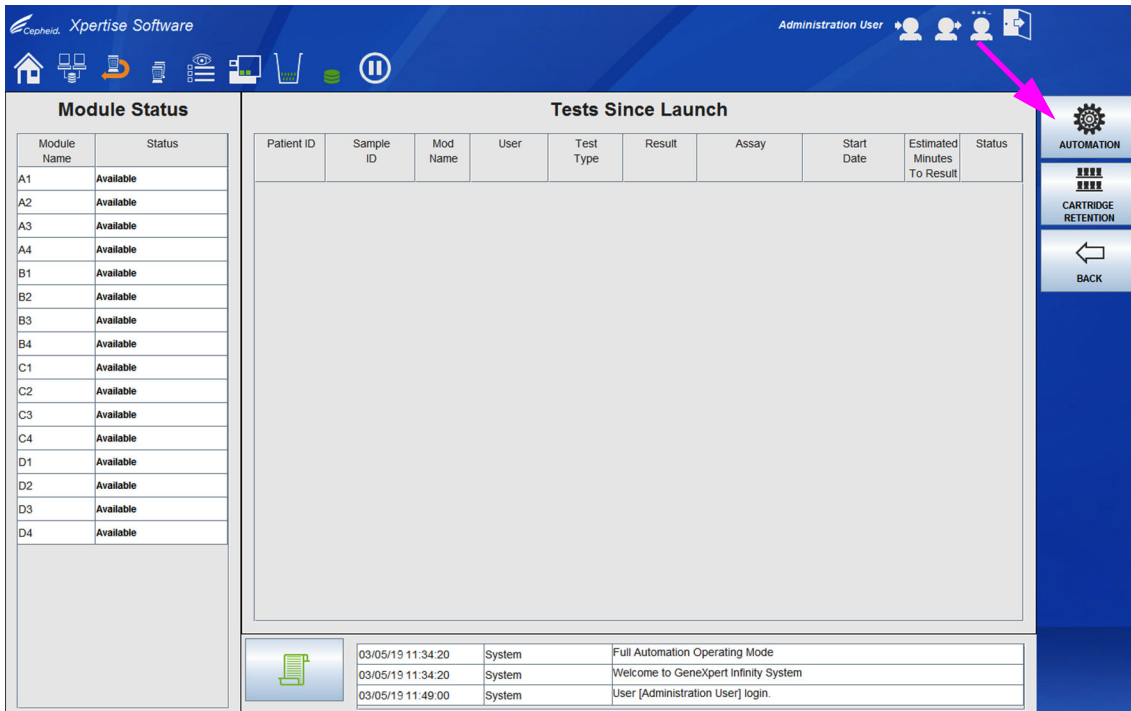 Cepheid. Xpertise Software
Administration User
Module Status
Module Name Status
A1 Available
A2 Available
A3 Available
A4 Available
B1 Available
B2 Available
B3 Available
B4 Available
C1 Available
C2 Available
C3 Available
C4 Available
D1 Available
D2 Available
D3 Available
D4 Available
Tests Since Launch
Patient ID Sample ID Mod Name User Test Type Result Assay Start Date Estimated Minutes To Result Status
AUTOMATION
CARTRIDGE
RETENTION
BACK
03/05/19 11:34:20 System Full Automation Operating Mode
03/05/19 11:34:20 System Welcome to GeneXpert Infinity System
03/05/19 11:49:00 System User [Administration User] login.